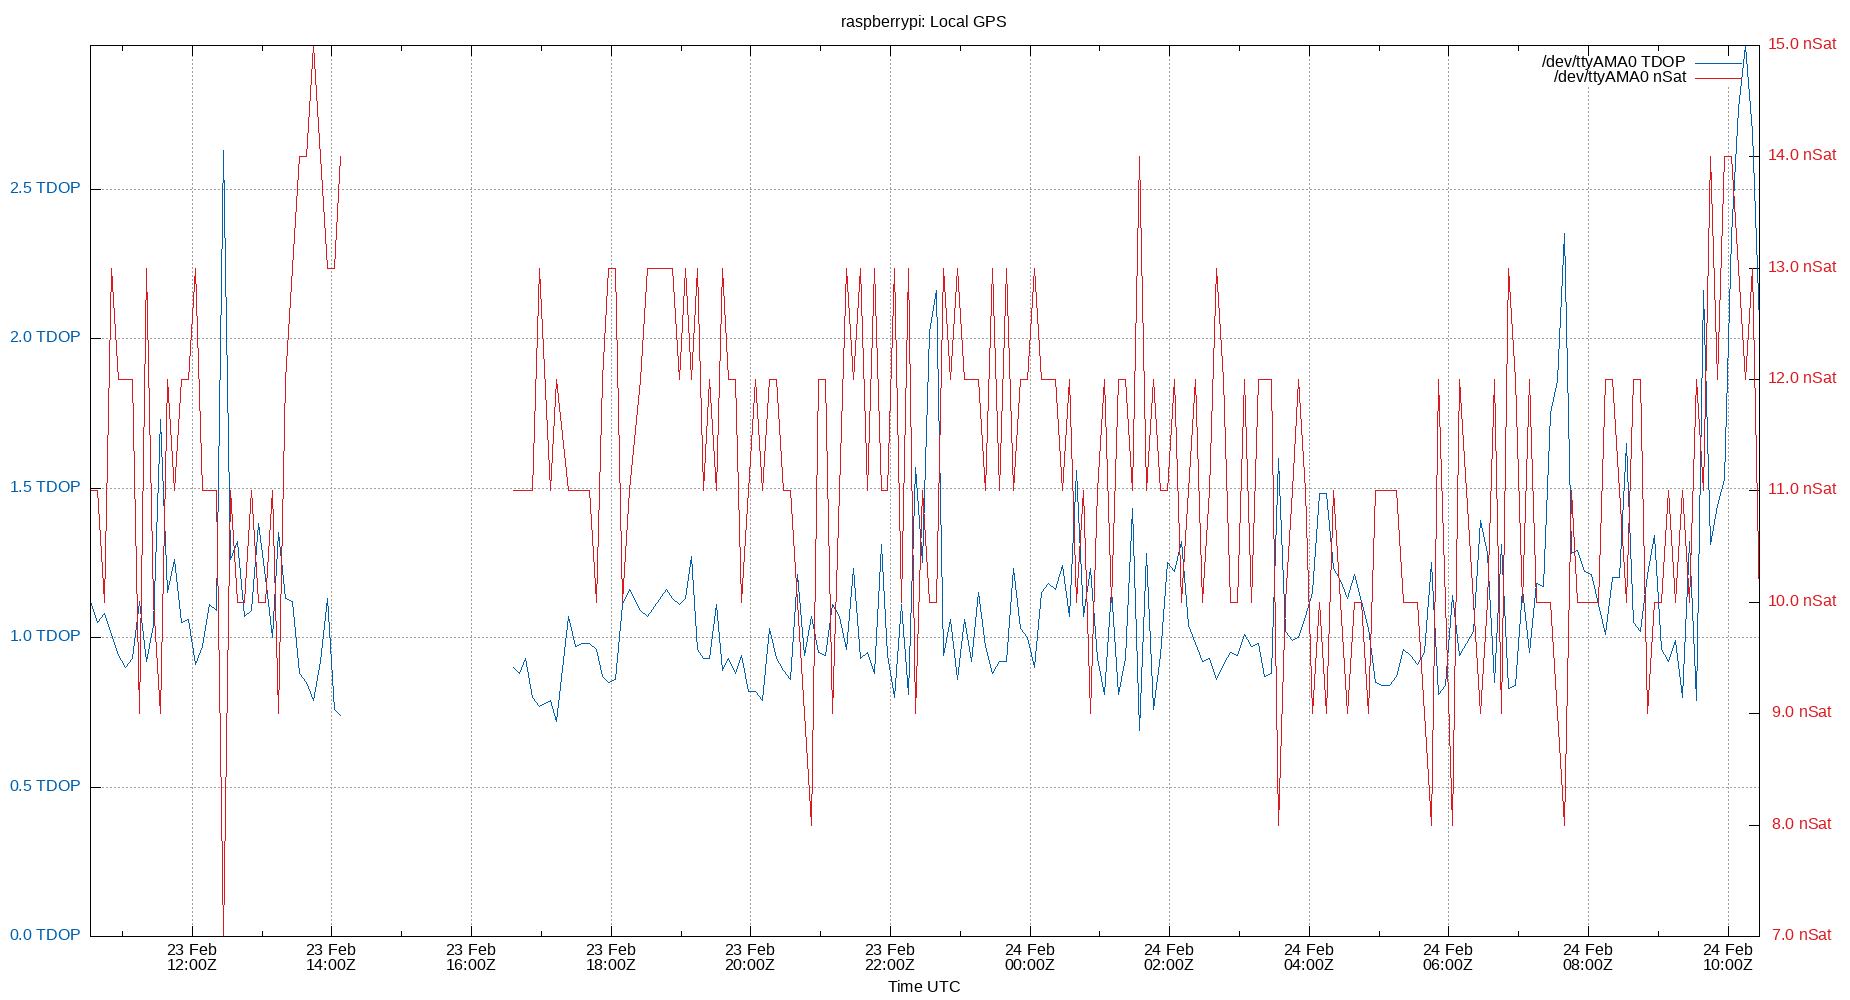 raspberrypi: Local GPS
/dev/ttyAMA0 TDOP
/dev/ttyAMA0 nSat
2.5 TDOP
2.0 TDOP
1.5 TDOP
1.0 TDOP
0.5 TDOP
0.0 TDOP
15.0 nSat
14.0 nSat
13.0 nSat
12.0 nSat
11.0 nSat
10.0 nSat
9.0 nSat
8.0 nSat
7.0 nSat
23 Feb
12:00Z
23 Feb
14:00Z
23 Feb
16:00Z
23 Feb
18:00Z
23 Feb
20:00Z
23 Feb
22:00Z
24 Feb
00:00Z
24 Feb
02:00Z
24 Feb
04:00Z
24 Feb
06:00Z
24 Feb
08:00Z
24 Feb
10:00Z
Time UTC